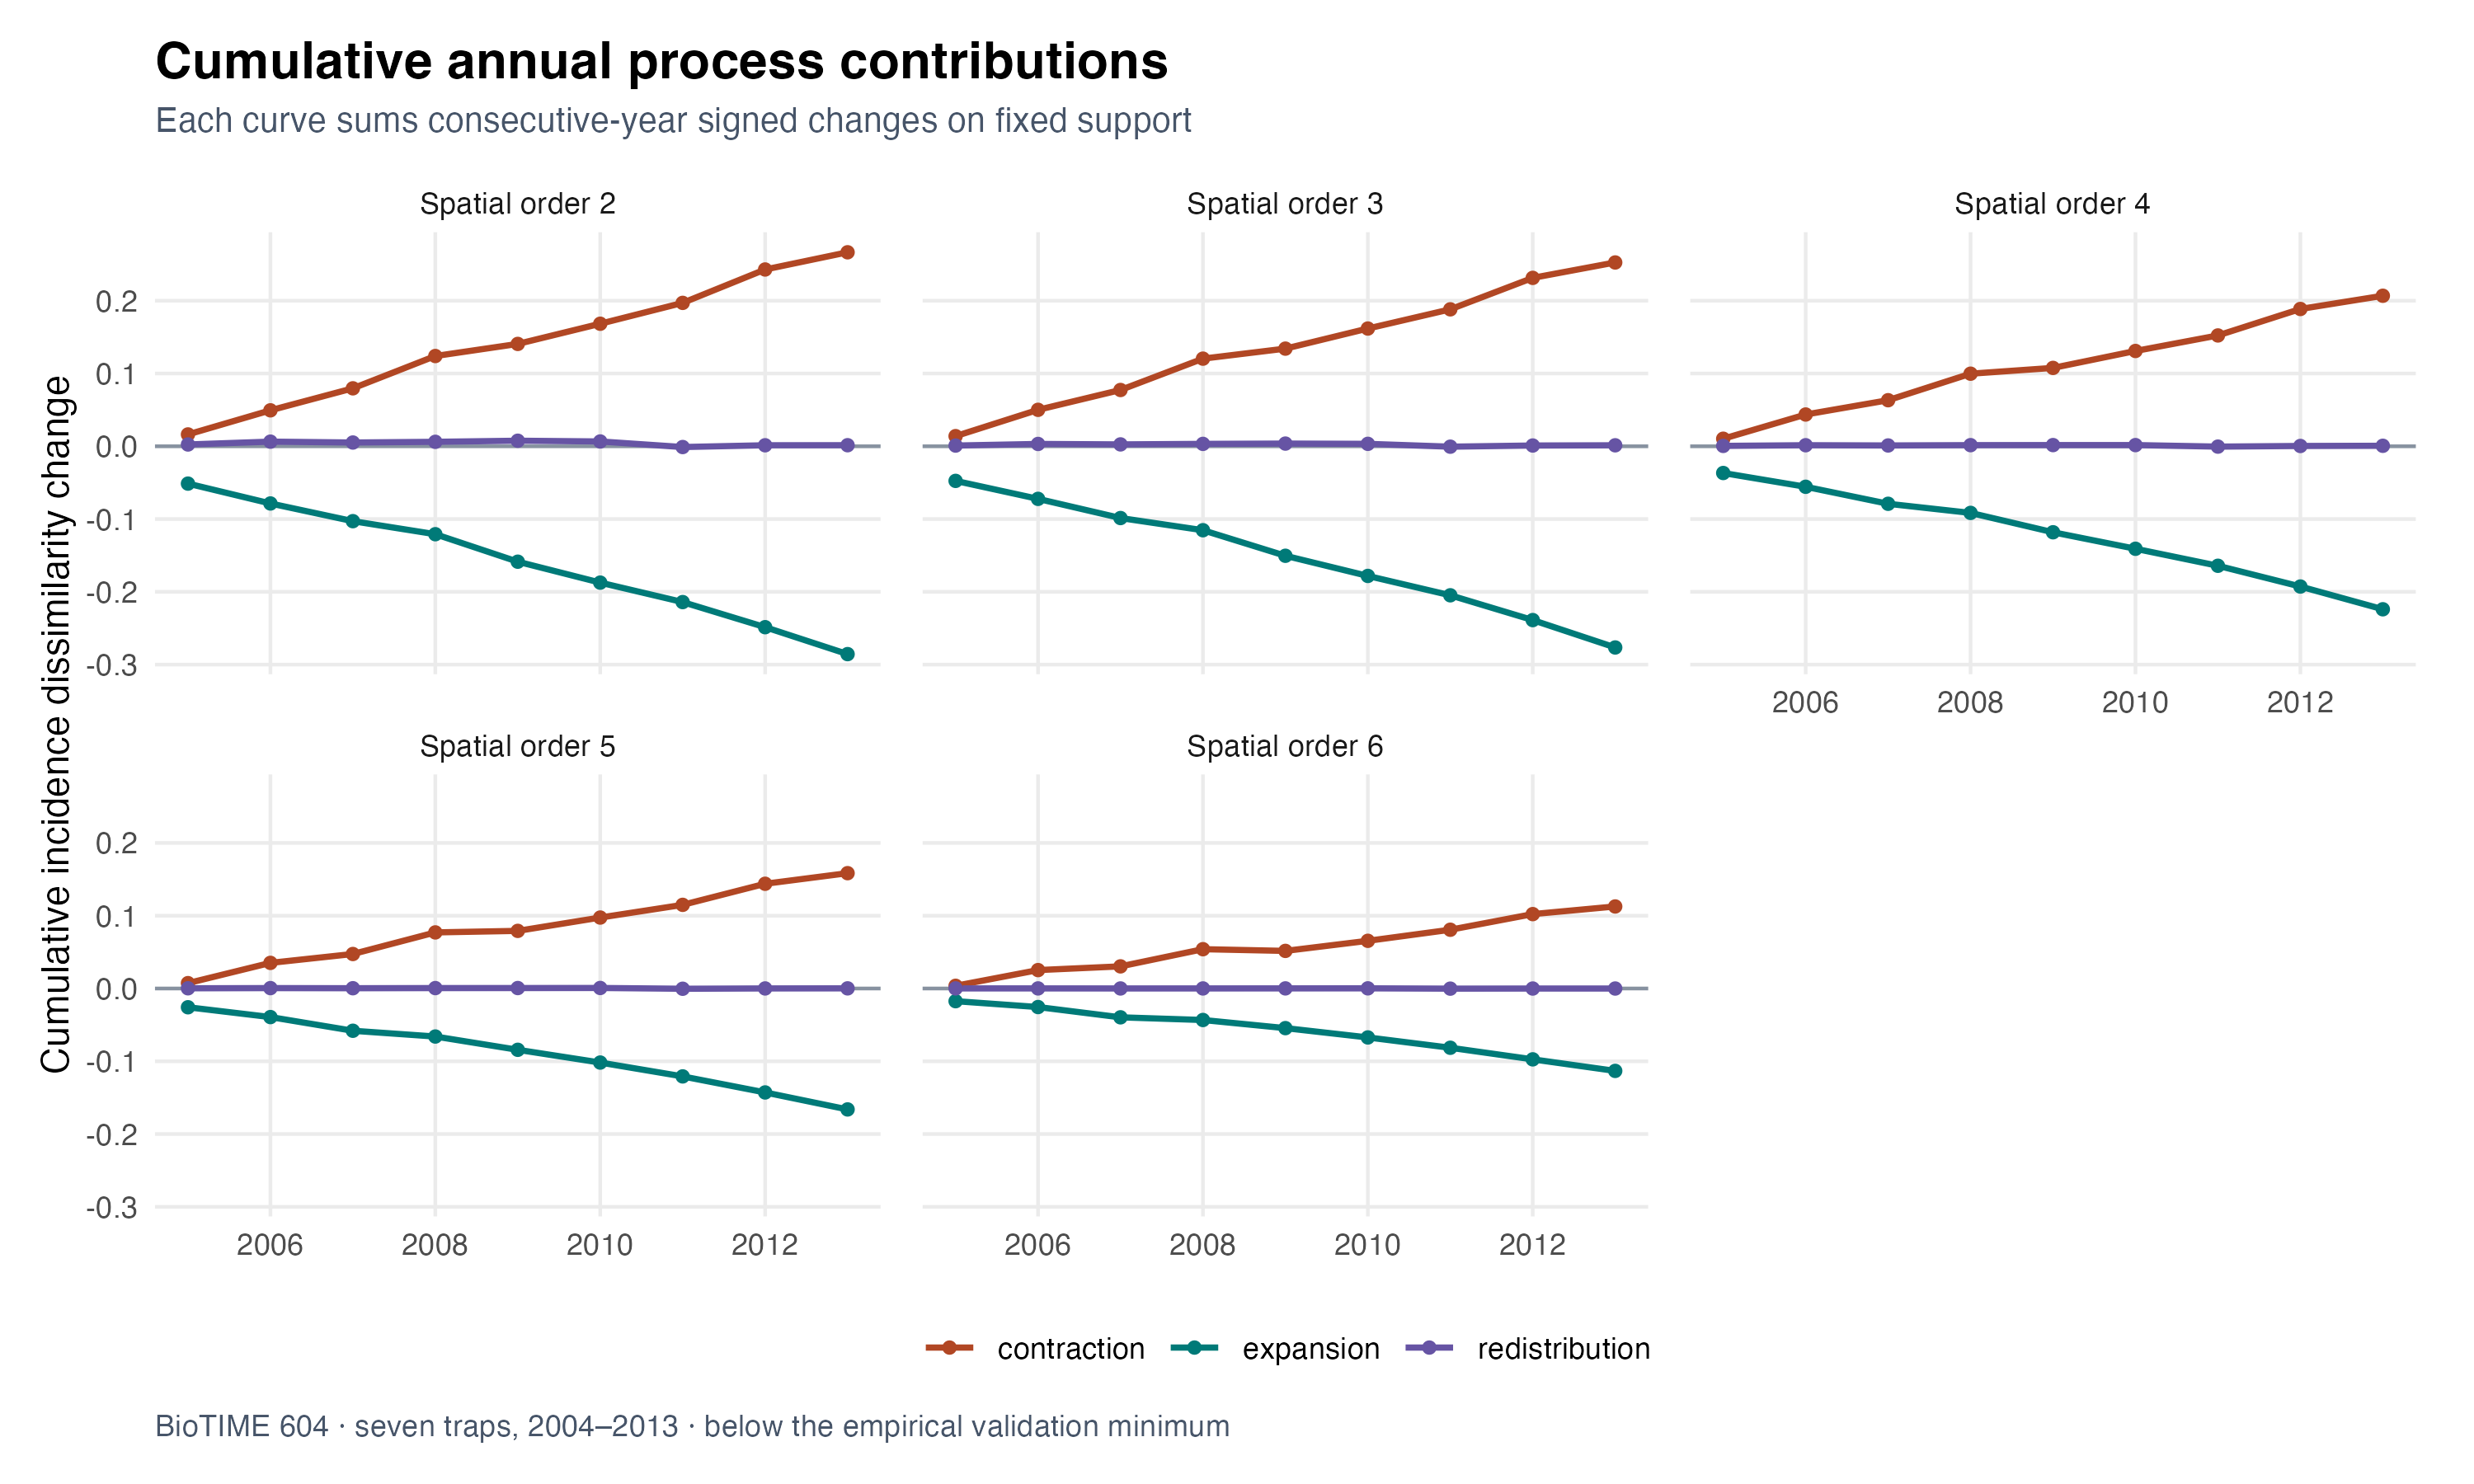 Cumulative annual process contributions
Each curve sums consecutive-year signed changes on fixed support
Spatial order 2
Spatial order 3
Spatial order 4
0.2
0.1
0.0
-0.1
-0.2
-0.3
2006 2008 2010 2012
Cumulative incidence dissimilarity change
Spatial order 5
Spatial order 6
0.2
0.1
0.0
-0.1
-0.2
-0.3
2006 2008 2010 2012
2006 2008 2010 2012
contraction expansion redistribution
BioTIME 604 · seven traps, 2004–2013 · below the empirical validation minimum